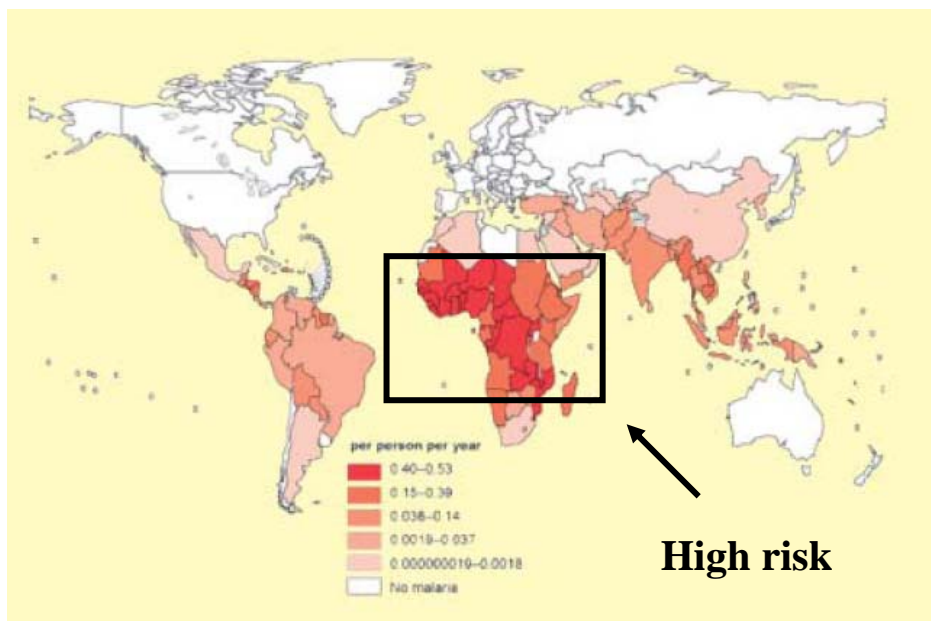 per person per year
0.40–0.53
0.15–0.39
0.038–0.14
0.0019–0.037
0.000000019–0.0018
No malaria
High risk